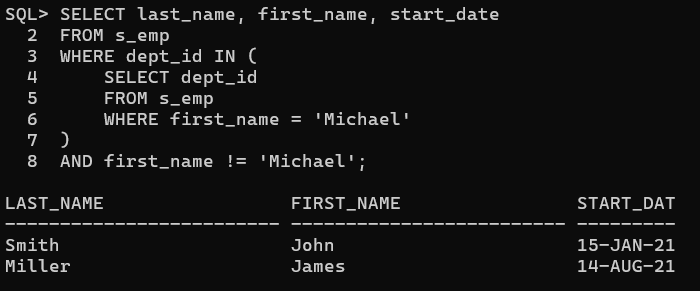 SQL> SELECT last_name, first_name, start_date
  2  FROM s_emp
  3  WHERE dept_id IN (
  4      SELECT dept_id
  5      FROM s_emp
  6      WHERE first_name = 'Michael'
  7  )
  8  AND first_name != 'Michael';
LAST_NAME                 FIRST_NAME                START_DAT
------------------------- ------------------------- ---------
Smith                     John                      15-JAN-21
Miller                    James                     14-AUG-21